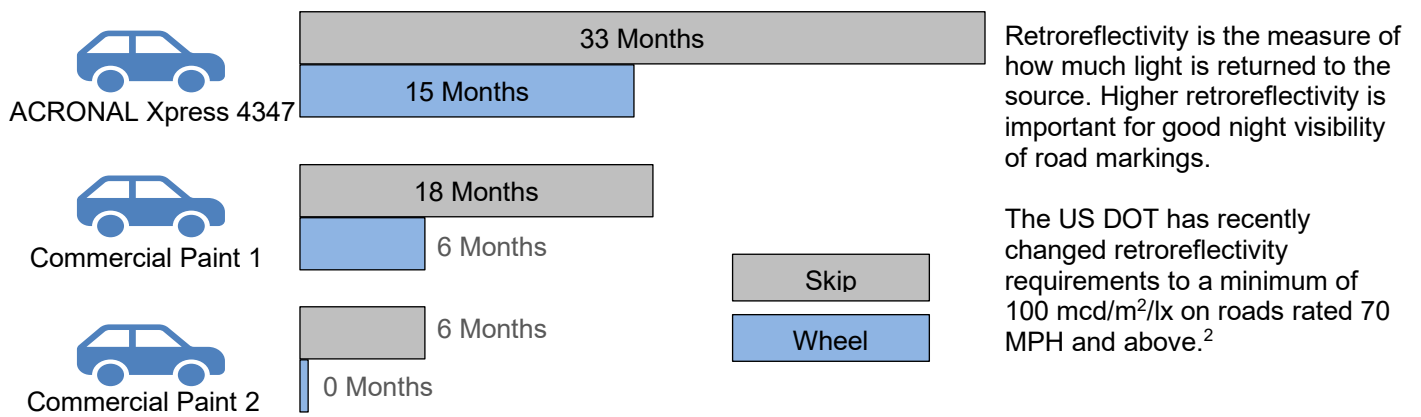 33 Months
15 Months
ACRONAL Xpress 4347
18 Months
6 Months
Commercial Paint 1
6 Months
0 Months
Commercial Paint 2
Skip
Wheel
Retroreflectivity is the measure of
how much light is returned to the
source. Higher retroreflectivity is
important for good night visibility
of road markings.
The US DOT has recently
changed retroreflectivity
requirements to a minimum of
100 mcd/m²/lx on roads rated 70
MPH and above.²